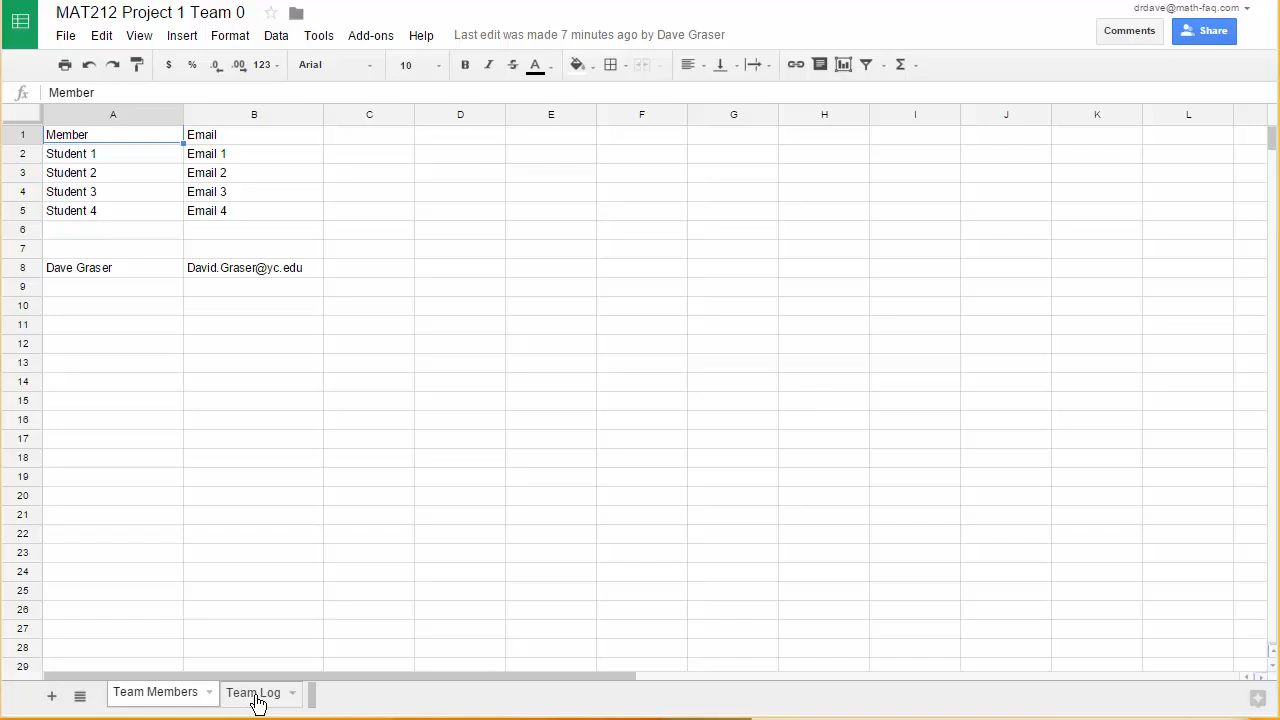 MAT212 Project 1 Team 0
drdave@math-faq.com
File Edit View Insert Format Data Tools Add-ons Help Last edit was made 7 minutes ago by Dave Graser
Comments Share
$ % .0 .00 123 Arial 10 B I S A Σ
fx Member
A B C D E F G H I J K L
1 Member Email
2 Student 1 Email 1
3 Student 2 Email 2
4 Student 3 Email 3
5 Student 4 Email 4
6
7
8 Dave Graser David.Graser@yc.edu
9
10
11
12
13
14
15
16
17
18
19
20
21
22
23
24
25
26
27
28
29
Team Members Team Log